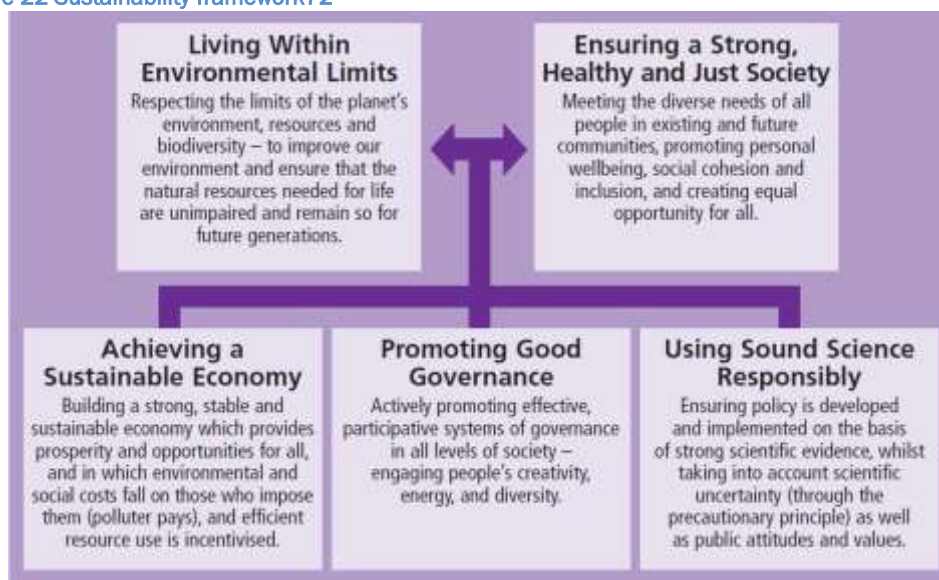 e 22 Sustainability framework12
Living Within
Environmental Limits
Respecting the limits of the planet's
environment, resources and
biodiversity – to improve our
environment and ensure that the
natural resources needed for life
are unimpaired and remain so for
future generations.
Ensuring a Strong,
Healthy and Just Society
Meeting the diverse needs of all
people in existing and future
communities, promoting personal
wellbeing, social cohesion and
inclusion, and creating equal
opportunity for all.
Achieving a
Sustainable Economy
Building a strong, stable and
sustainable economy which provides
prosperity and opportunities for all,
and in which environmental and
social costs fall on those who impose
them (polluter pays), and efficient
resource use is incentivised.
Promoting Good
Governance
Actively promoting effective,
participative systems of governance
in all levels of society –
engaging people's creativity,
energy, and diversity.
Using Sound Science
Responsibly
Ensuring policy is developed
and implemented on the basis
of strong scientific evidence, whilst
taking into account scientific
uncertainty (through the
precautionary principle) as well
as public attitudes and values.